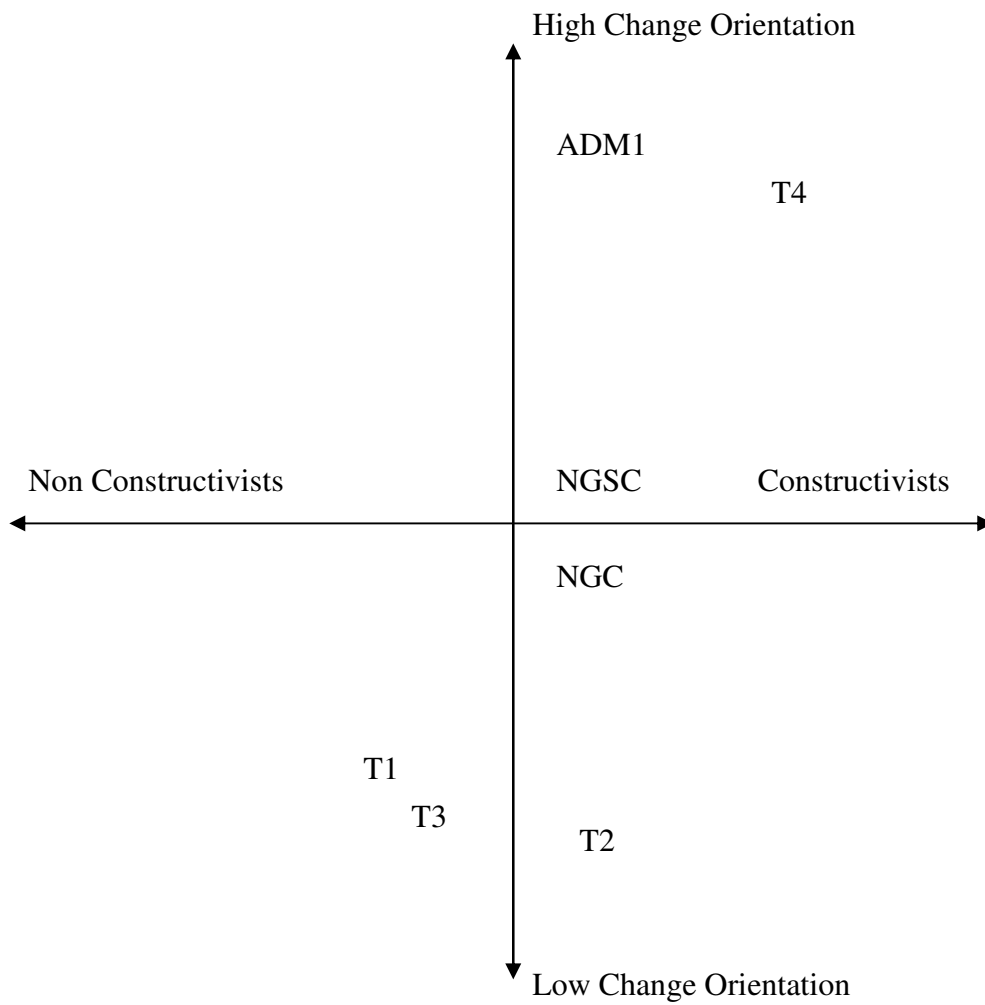 High Change Orientation
ADM1
T4
Non Constructivists NGSC Constructivists
NGC
T1
T3
T2
Low Change Orientation